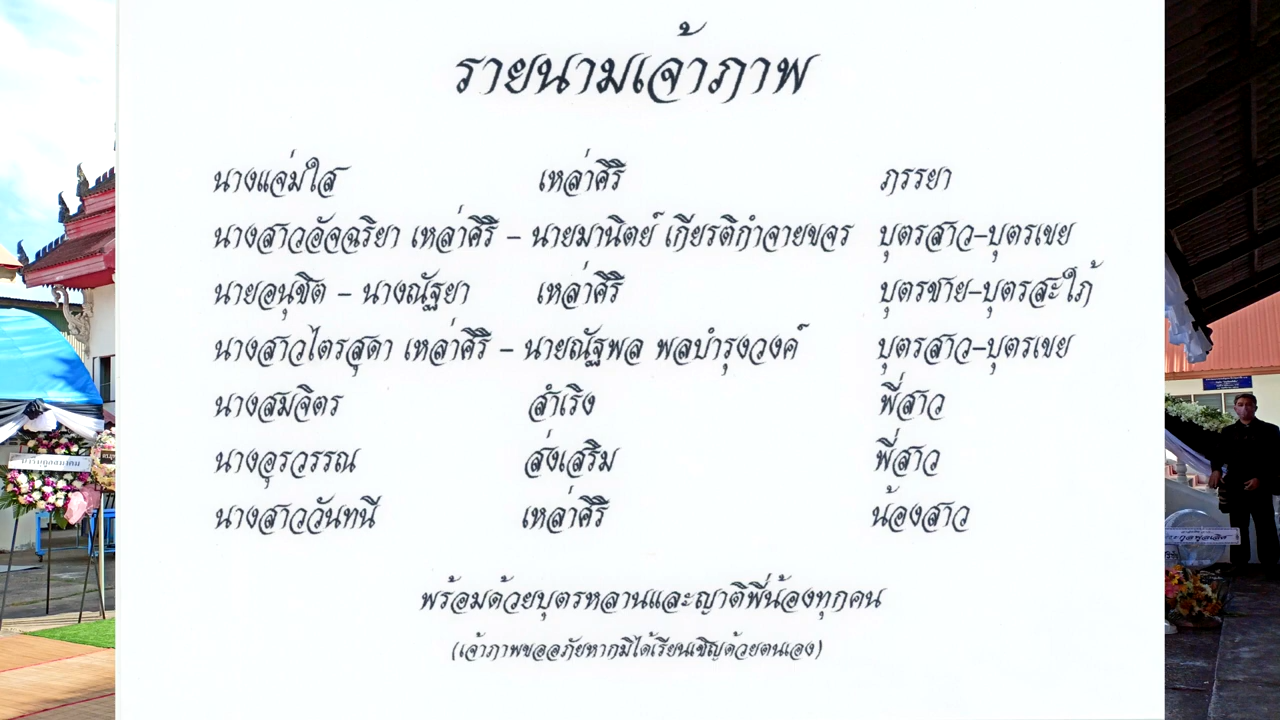 รายนามเจ้าภาพ
นางแจ่มใส เหล่าศิริ ภรรยา
นางสาวอัจฉริยา เหล่าศิริ – นายมานิตย์ เกียรติกำจายขจร บุตรสาว–บุตรเขย
นายอนุชิต – นางณัฐยา เหล่าศิริ บุตรชาย–บุตรสะใภ้
นางสาวไตรสุดา เหล่าศิริ – นายณัฐพล พลบำรุงวงค์ บุตรสาว–บุตรเขย
นางสมจิตร สำเริง พี่สาว
นางอุรวรรณ ส่งเสริม พี่สาว
นางสาววันทนี เหล่าศิริ น้องสาว
พร้อมด้วยบุตรหลานและญาติพี่น้องทุกคน
(เจ้าภาพขออภัยหากมิได้เรียนเชิญด้วยตนเอง)